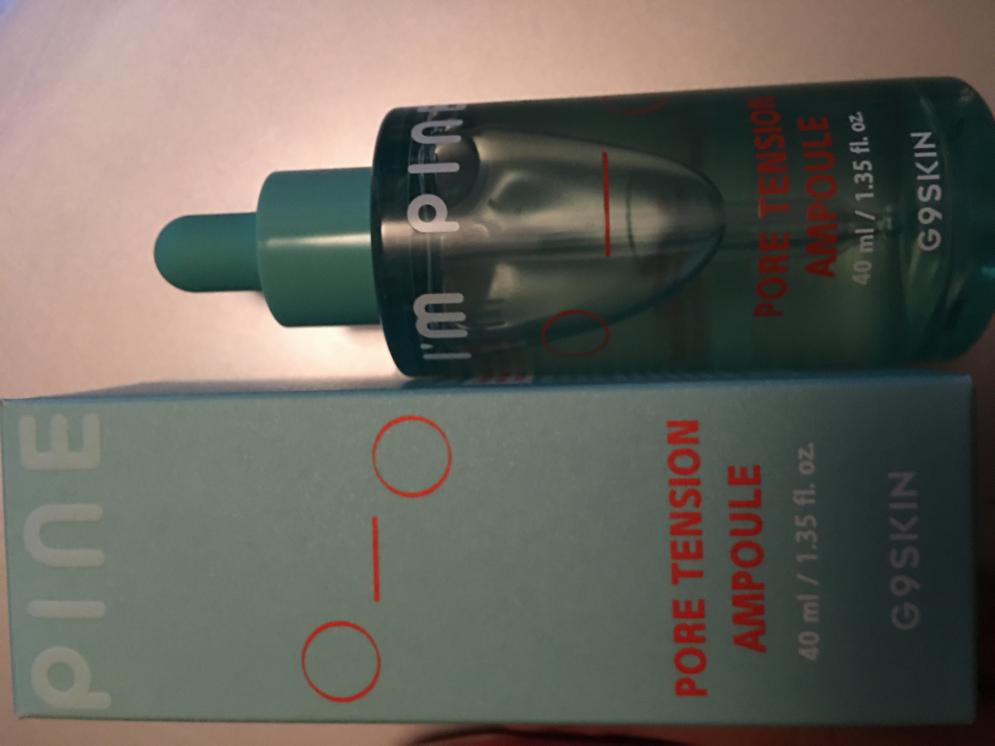 I'm pine
PORE TENSION
AMPOULE
40 ml / 1.35 fl. oz
G9SKIN
pine
PORE TENSION
AMPOULE
40 ml / 1.35 fl. oz.
G9SKIN